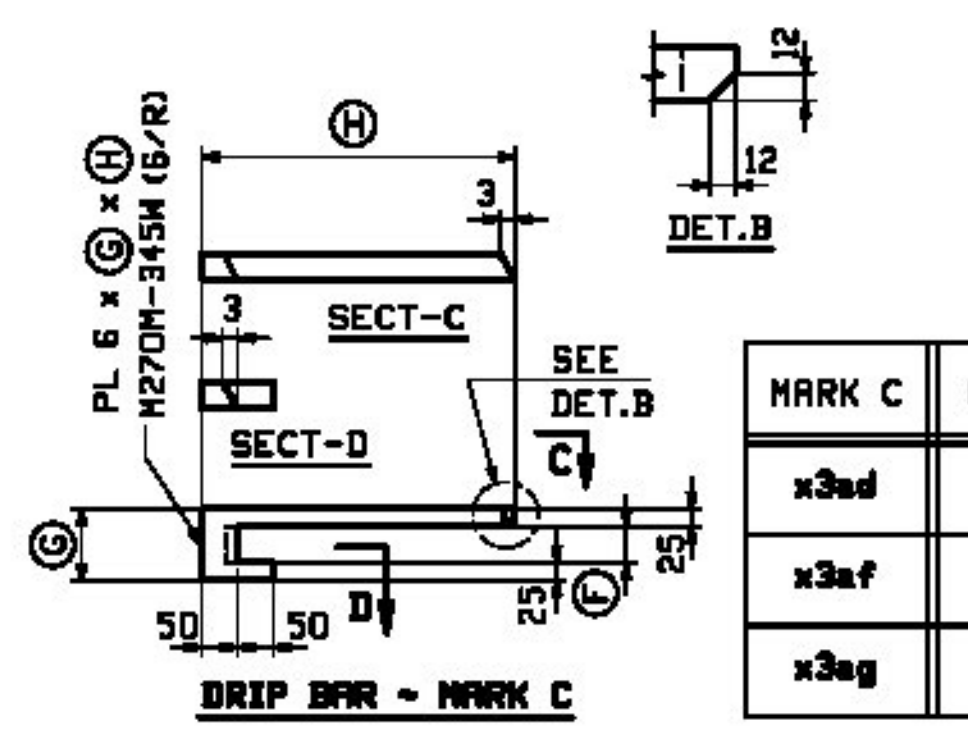 12
12
DET.B
H
PL 6 x G x H
M270M-345W (6/R)
3
SECT-C
3
SECT-D
SEE
DET.B
C
G
25
25
F
D
50
50
DRIP BAR ~ MARK C
MARK C
x3ad
x3af
x3ag